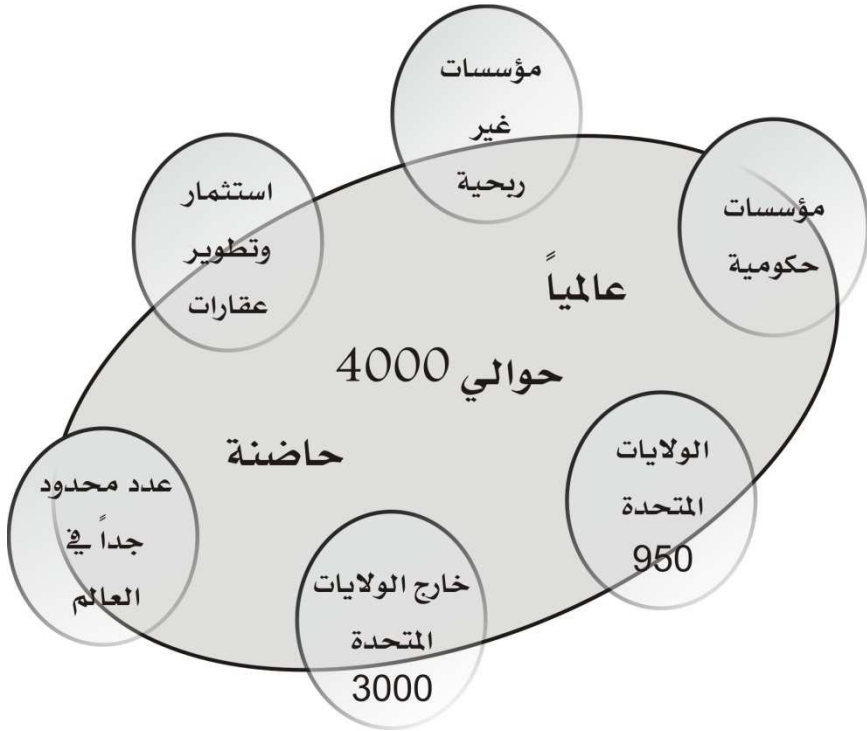 مؤسسات
غير
ربحية
مؤسسات
حكومية
استثمار
وتطوير
عقارات
عالمياً
حوالي 4000
حاضنة
الولايات
المتحدة
950
عدد محدود
جداً في
العالم
خارج الولايات
المتحدة
3000